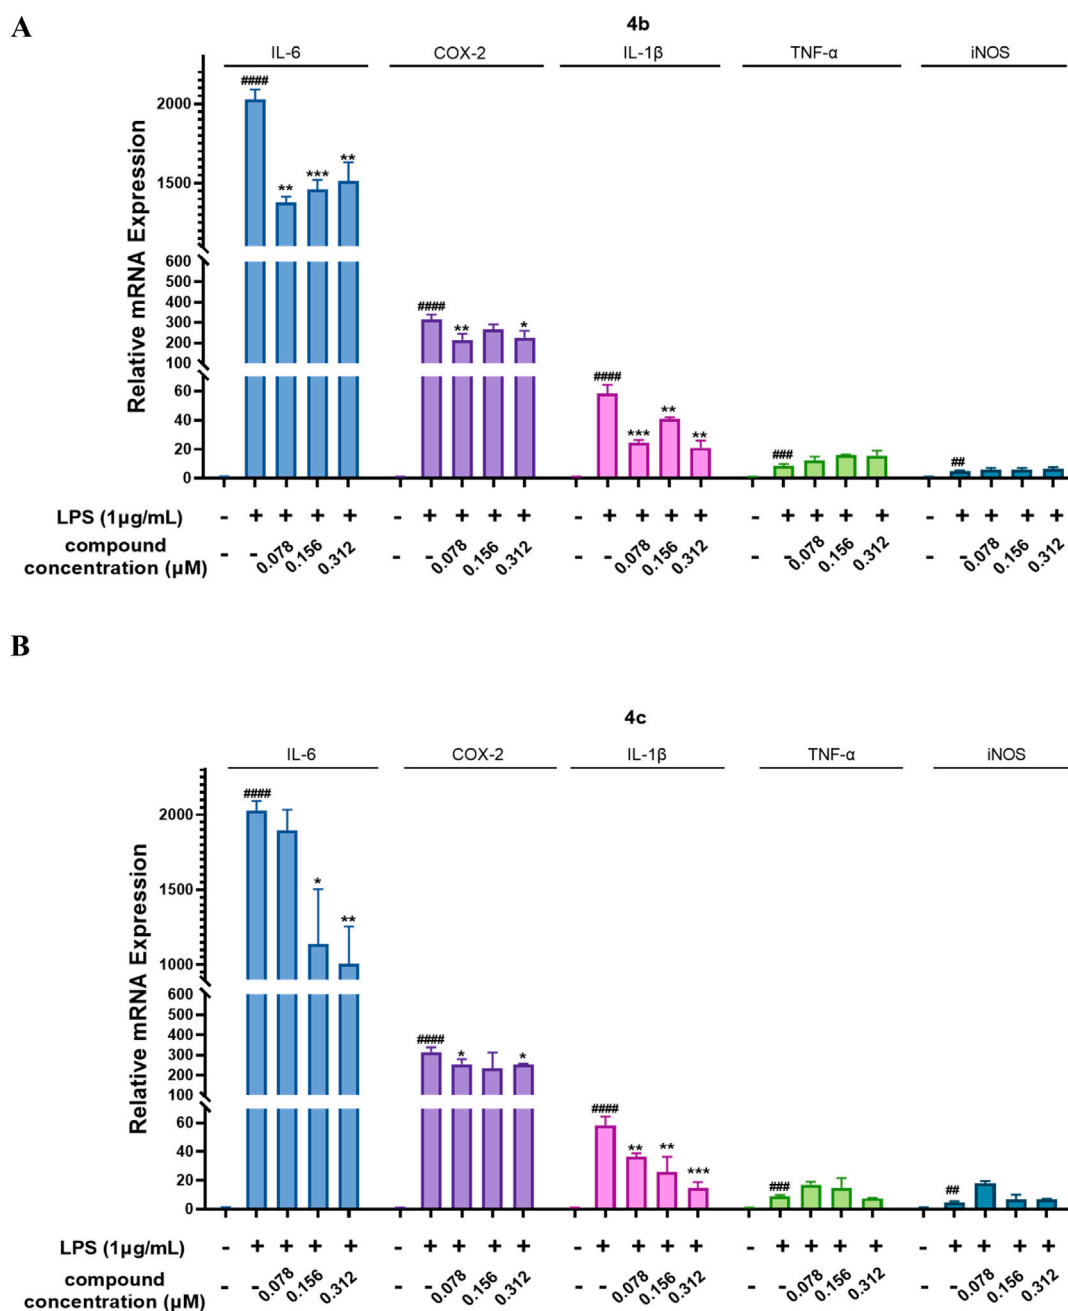 A
4b
IL-6 COX-2 IL-1β TNF-α iNOS
Relative mRNA Expression
2000
1500
600
500
400
300
200
100
60
40
20
0
#### ** *** **
#### ** *
#### *** ** **
###
##
LPS (1μg/mL) - + + + + - + + + + - + + + + - + + + + - + + + +
compound
concentration (μM) - - 0.078 0.156 0.312 - - 0.078 0.156 0.312 - - 0.078 0.156 0.312 - - 0.078 0.156 0.312 - - 0.078 0.156 0.312
B
4c
IL-6 COX-2 IL-1β TNF-α iNOS
Relative mRNA Expression
2000
1500
1000
600
500
400
300
200
100
60
40
20
0
#### * **
#### * *
#### ** ** ***
###
##
LPS (1μg/mL) - + + + + - + + + + - + + + + - + + + + - + + + +
compound
concentration (μM) - - 0.078 0.156 0.312 - - 0.078 0.156 0.312 - - 0.078 0.156 0.312 - - 0.078 0.156 0.312 - - 0.078 0.156 0.312